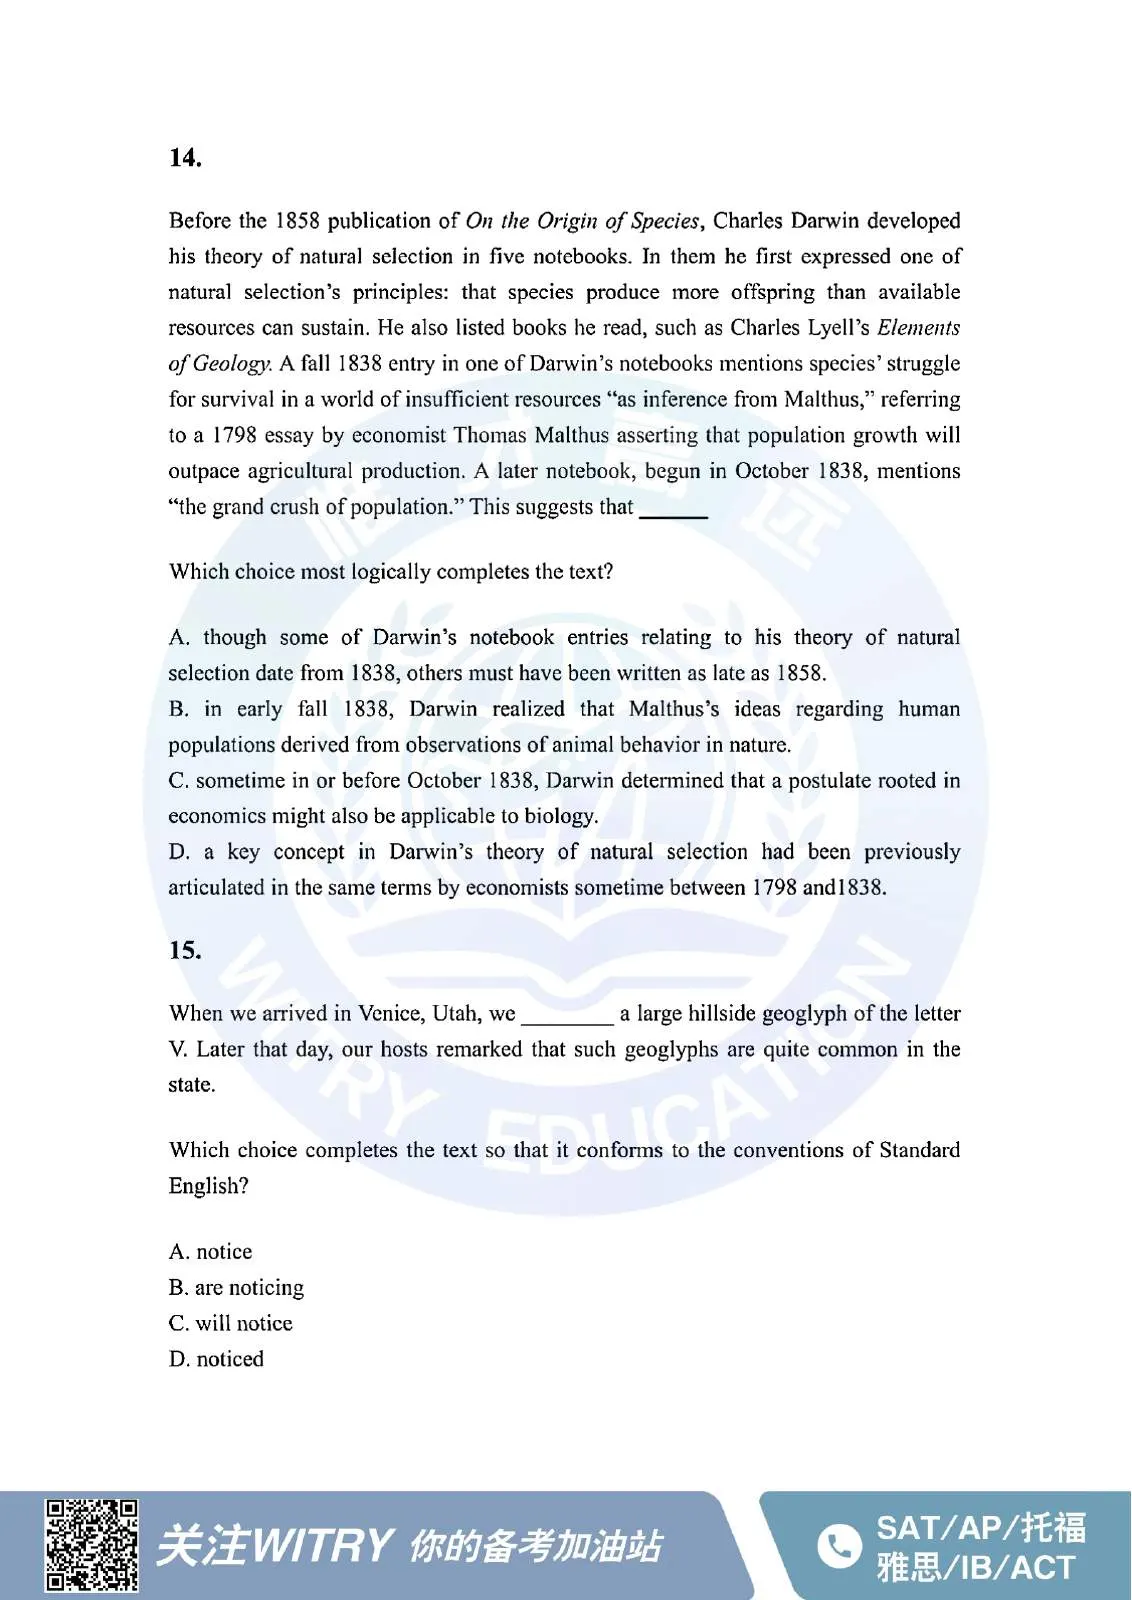 14.
Before the 1858 publication of On the Origin of Species, Charles Darwin developed
his theory of natural selection in five notebooks. In them he first expressed one of
natural selection's principles: that species produce more offspring than available
resources can sustain. He also listed books he read, such as Charles Lyell's Elements
of Geology. A fall 1838 entry in one of Darwin's notebooks mentions species' struggle
for survival in a world of insufficient resources “as inference from Malthus,” referring
to a 1798 essay by economist Thomas Malthus asserting that population growth will
outpace agricultural production. A later notebook, begun in October 1838, mentions
“the grand crush of population.” This suggests that ______
Which choice most logically completes the text?
A. though some of Darwin's notebook entries relating to his theory of natural
selection date from 1838, others must have been written as late as 1858.
B. in early fall 1838, Darwin realized that Malthus's ideas regarding human
populations derived from observations of animal behavior in nature.
C. sometime in or before October 1838, Darwin determined that a postulate rooted in
economics might also be applicable to biology.
D. a key concept in Darwin's theory of natural selection had been previously
articulated in the same terms by economists sometime between 1798 and1838.
15.
When we arrived in Venice, Utah, we ________ a large hillside geoglyph of the letter
V. Later that day, our hosts remarked that such geoglyphs are quite common in the
state.
Which choice completes the text so that it conforms to the conventions of Standard
English?
A. notice
B. are noticing
C. will notice
D. noticed
WITRY EDUCATION
关注WITRY 你的备考加油站
SAT/AP/托福
雅思/IB/ACT